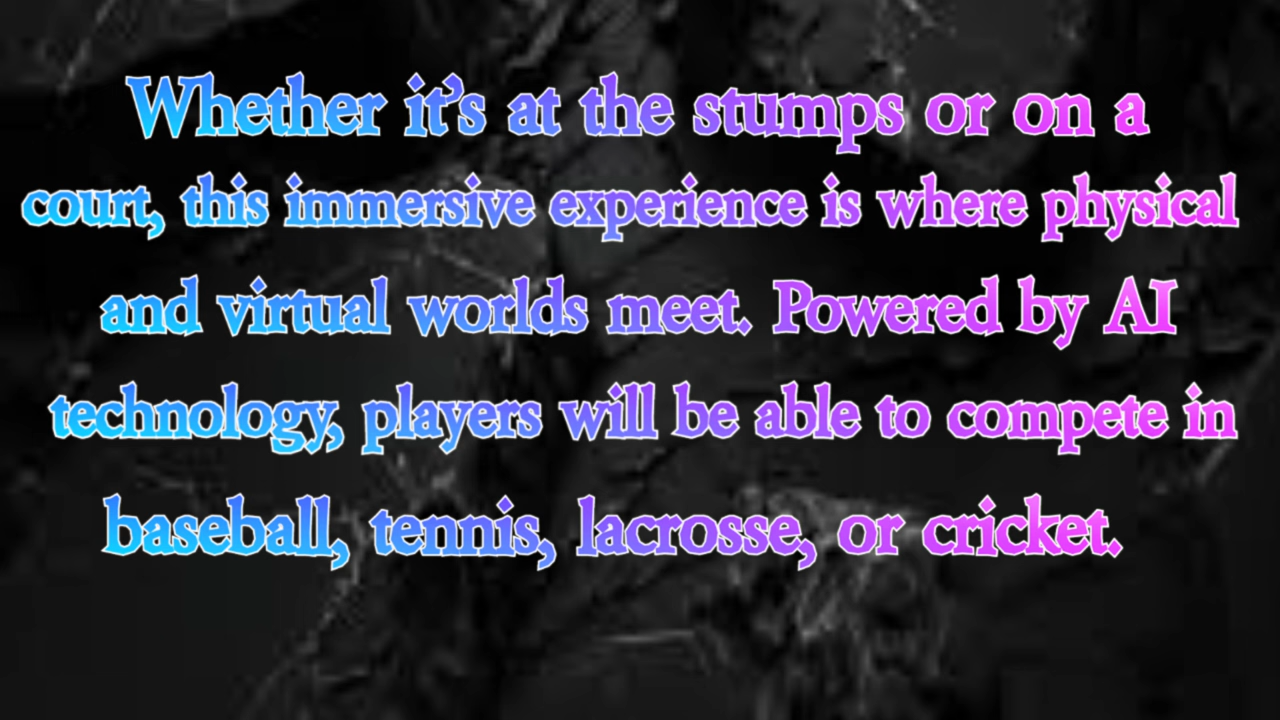 Whether it’s at the stumps or on a
court, this immersive experience is where physical
and virtual worlds meet. Powered by AI
technology, players will be able to compete in
baseball, tennis, lacrosse, or cricket.